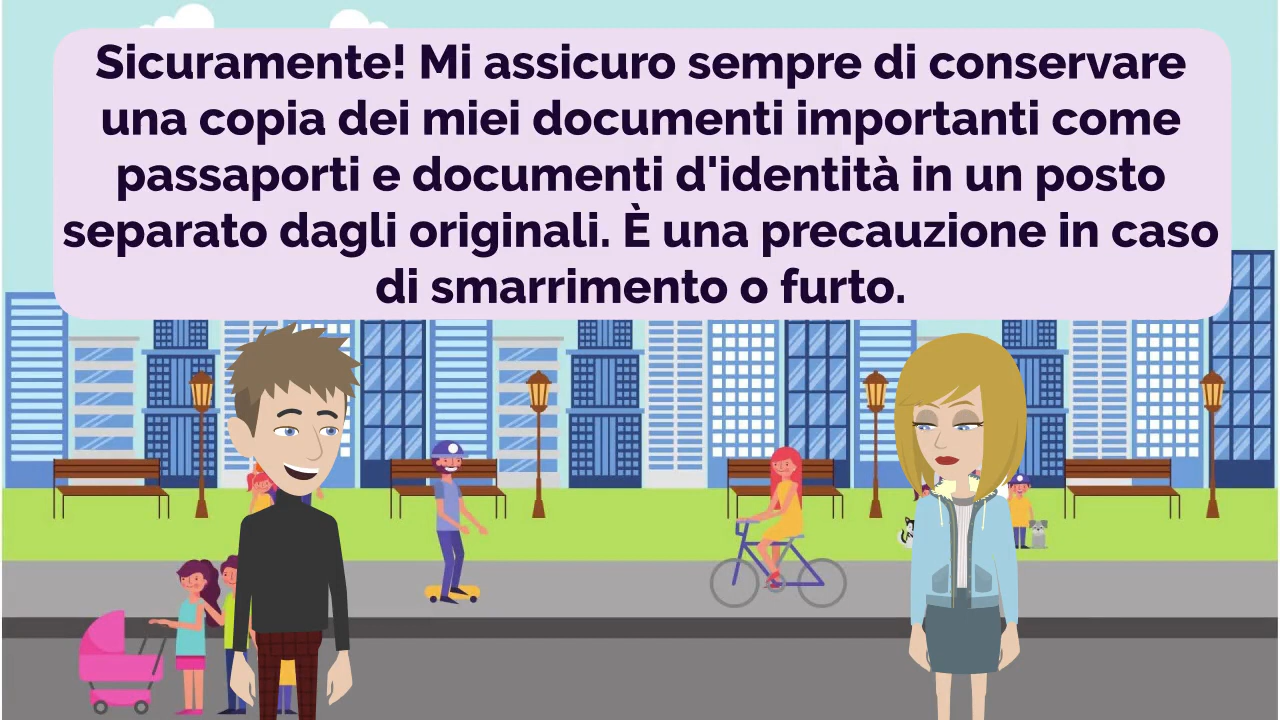 Sicuramente! Mi assicuro sempre di conservare
una copia dei miei documenti importanti come
passaporti e documenti d'identità in un posto
separato dagli originali. È una precauzione in caso
di smarrimento o furto.